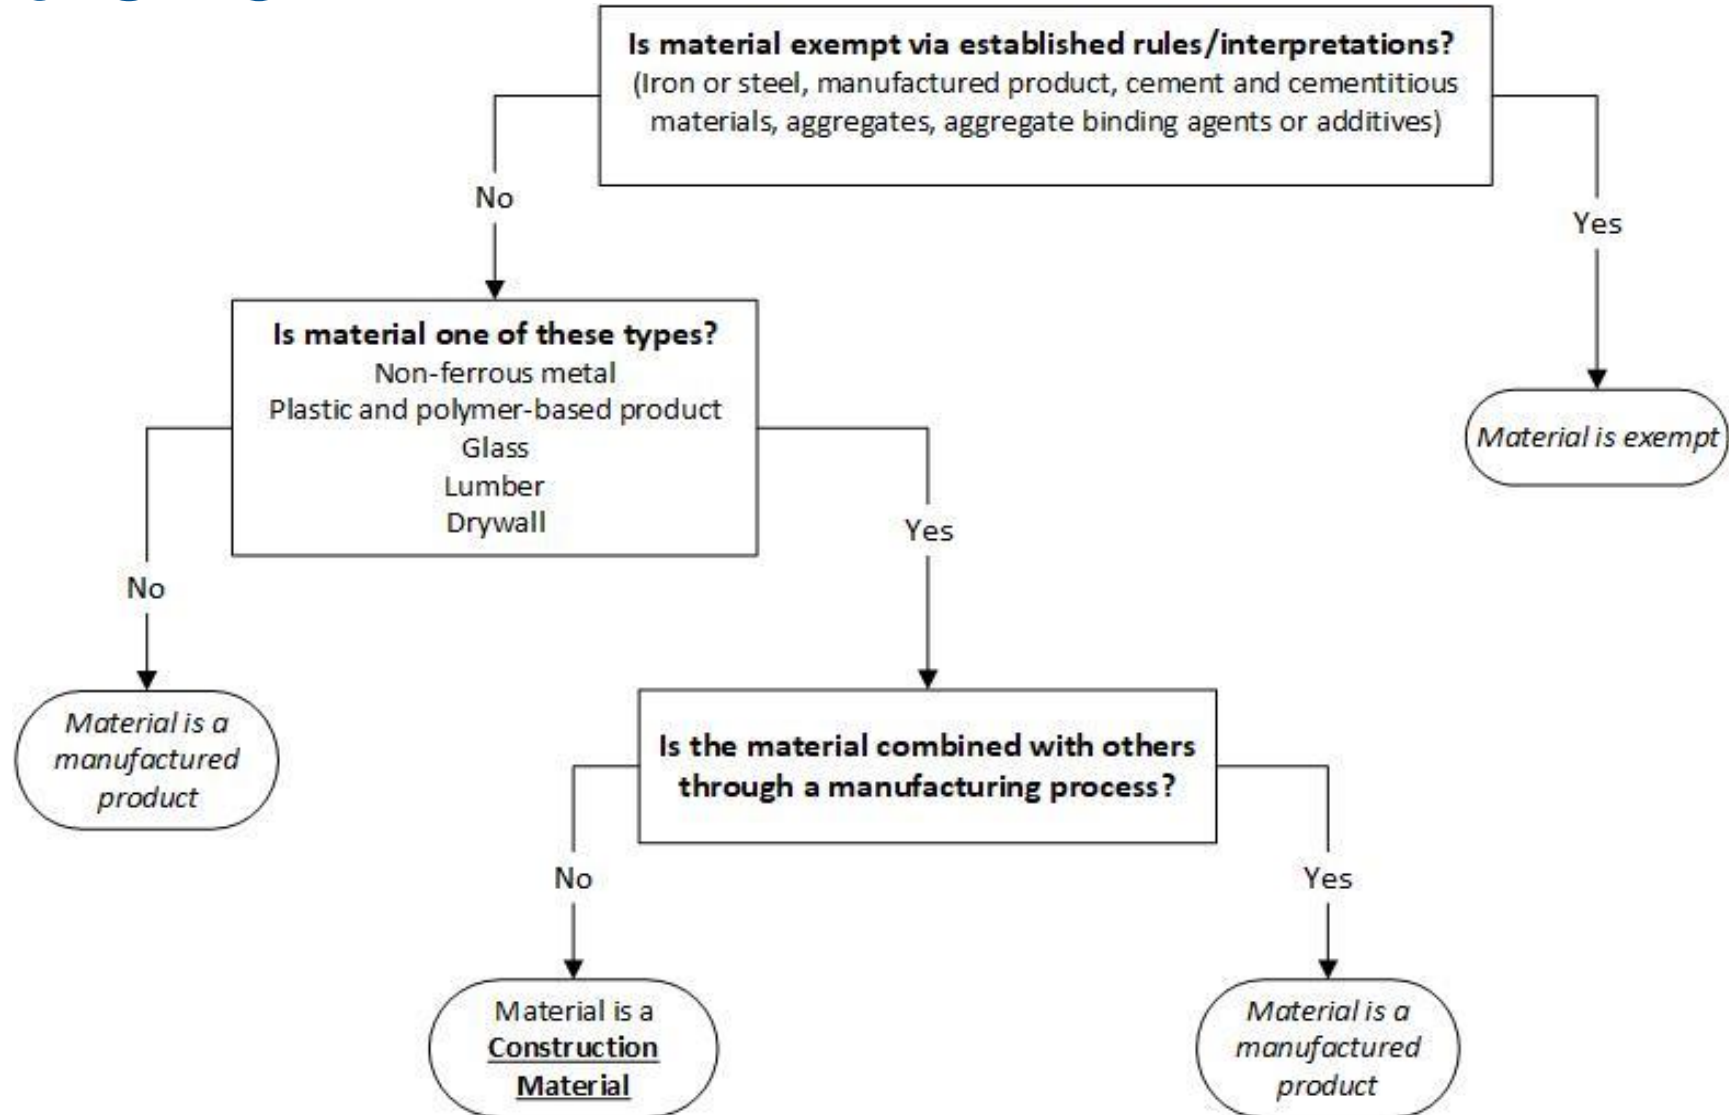 Is material exempt via established rules/interpretations?
(Iron or steel, manufactured product, cement and cementitious
materials, aggregates, aggregate binding agents or additives)
No
Yes
Is material one of these types?
Non-ferrous metal
Plastic and polymer-based product
Glass
Lumber
Drywall
Material is exempt
Yes
No
Material is a
manufactured
product
Is the material combined with others
through a manufacturing process?
No
Yes
Material is a
Construction
Material
Material is a
manufactured
product